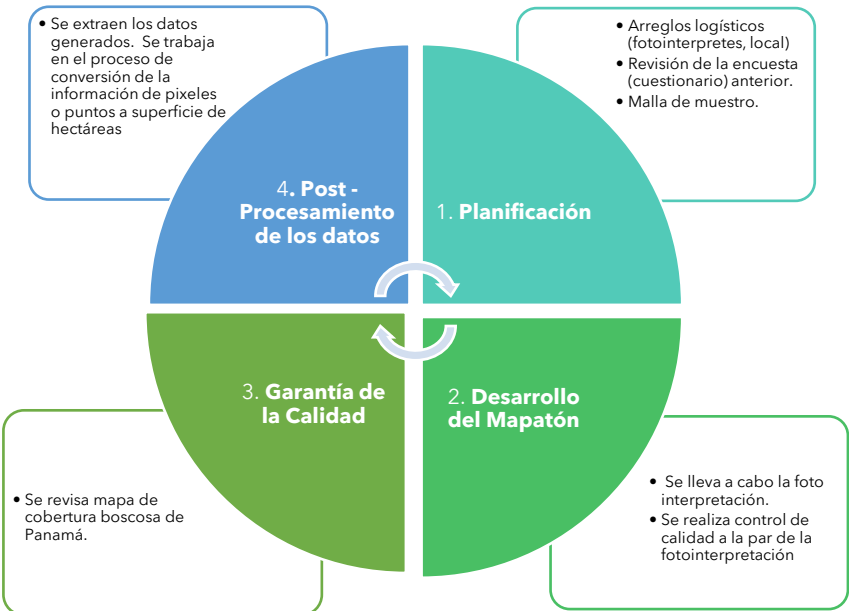 • Se extraen los datos
generados.  Se trabaja
en el proceso de
conversión de la
información de pixeles
o puntos a superficie de
hectáreas
• Arreglos logísticos
(fotointerpretes, local)
• Revisión de la encuesta
(cuestionario) anterior.
• Malla de muestro.
4. Post -
Procesamiento
de los datos
1. Planificación
3. Garantía de
la Calidad
2. Desarrollo
del Mapatón
• Se revisa mapa de
cobertura boscosa de
Panamá.
• Se lleva a cabo la foto
interpretación.
• Se realiza control de
calidad a la par de la
fotointerpretación